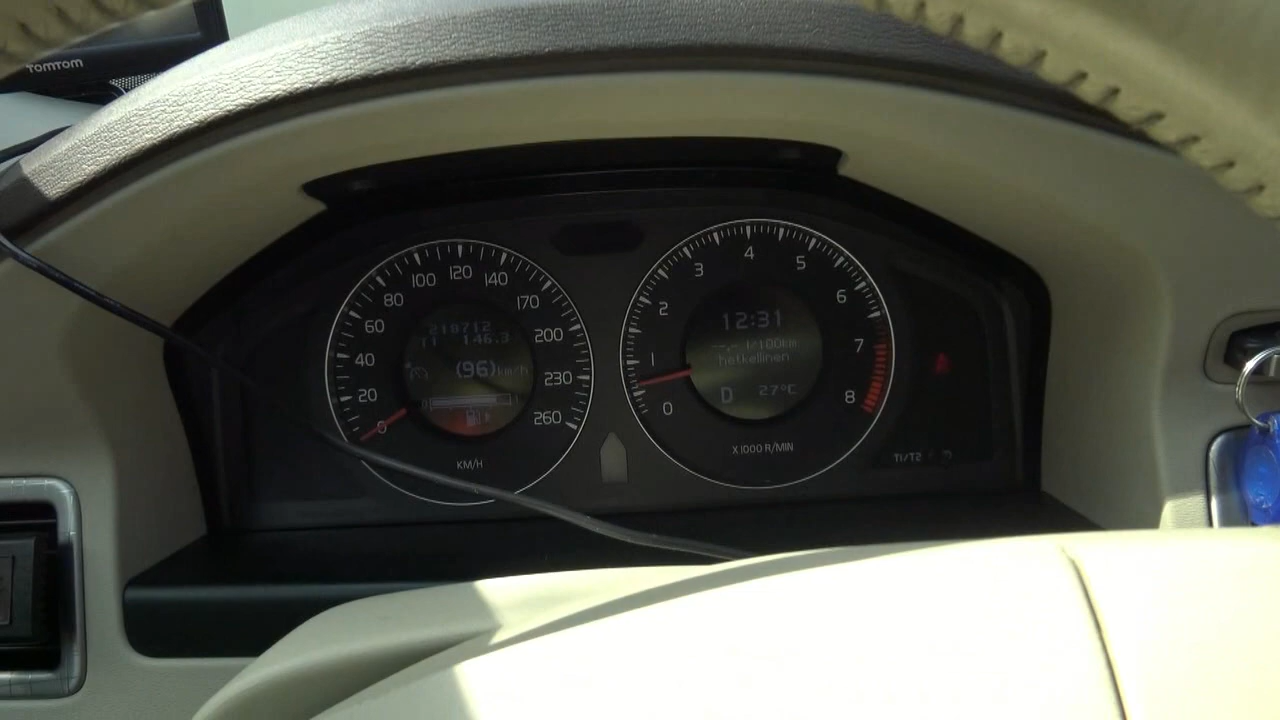 TOMTOM
0
20
40
60
80
100
120
140
170
200
230
260
218712
T1 146.3
(96) km/h
KM/H
0
1
2
3
4
5
6
7
8
12:31
--,- l/100km
hetkellinen
D 27°C
X 1000 R/MIN
T1/T2